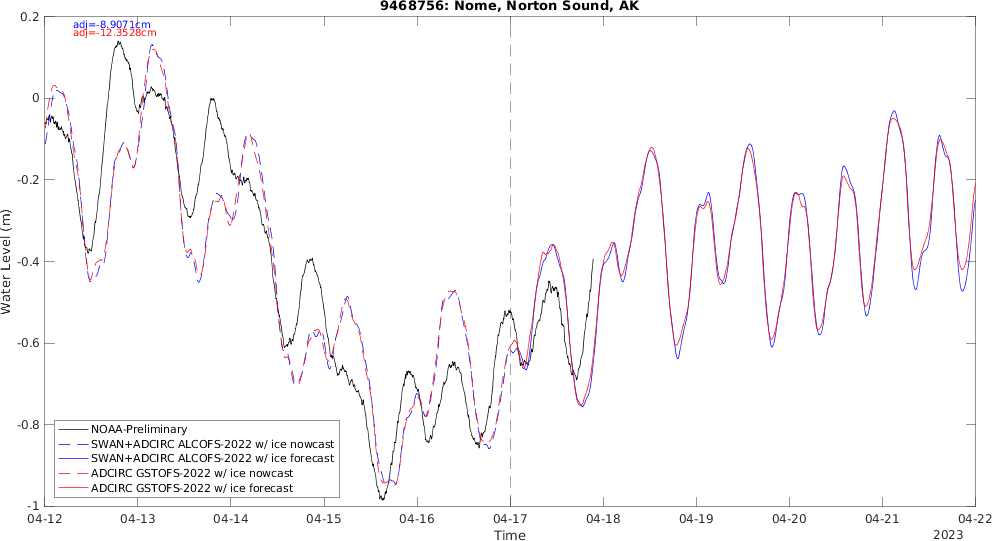 9468756: Nome, Norton Sound, AK
adj=-8.9071cm
adj=-12.3528cm
0.2
0
-0.2
-0.4
-0.6
-0.8
-1
Water Level (m)
NOAA-Preliminary
SWAN+ADCIRC ALCOFS-2022 w/ ice nowcast
SWAN+ADCIRC ALCOFS-2022 w/ ice forecast
ADCIRC GSTOFS-2022 w/ ice nowcast
ADCIRC GSTOFS-2022 w/ ice forecast
04-12 04-13 04-14 04-15 04-16 04-17 04-18 04-19 04-20 04-21 04-22
Time
2023